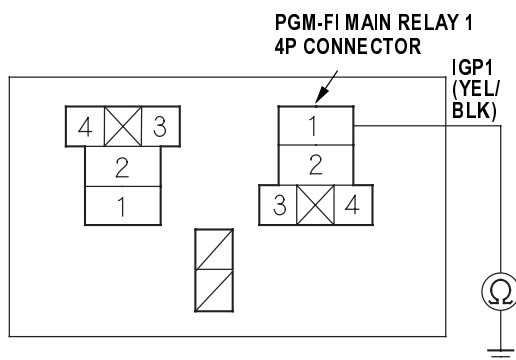 PGM-FI MAIN RELAY 1
4P CONNECTOR
IGP1
(YEL/
BLK)
4 3
2
1
1
2
3 4
Ω